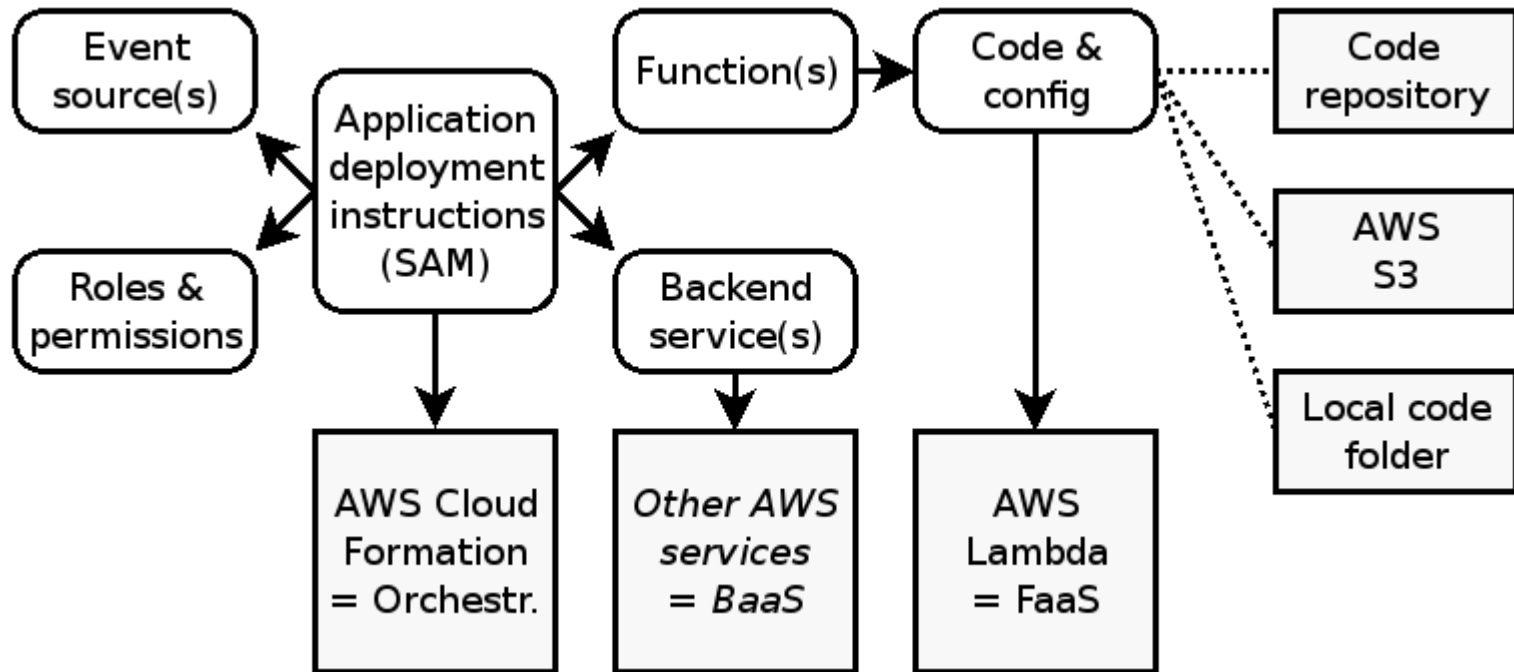 Event
source(s)
Application
deployment
instructions
(SAM)
Roles &
permissions
Function(s)
Backend
service(s)
Code &
config
Code
repository
AWS
S3
Local code
folder
AWS Cloud
Formation
= Orchestr.
Other AWS
services
= BaaS
AWS
Lambda
= FaaS